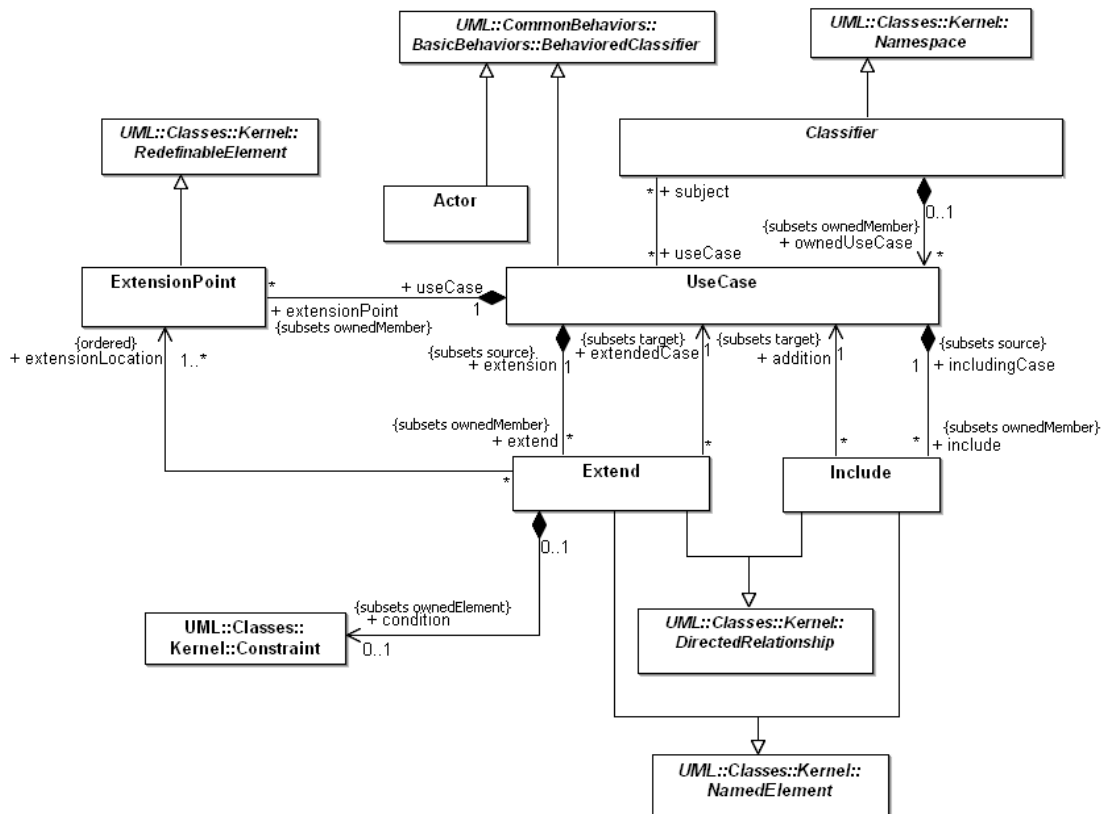 UML::CommonBehaviors::
BasicBehaviors::BehavioredClassifier
UML::Classes::Kernel::
Namespace
UML::Classes::Kernel::
RedefinableElement
Classifier
Actor
* + subject
0..1
{subsets ownedMember}
+ ownedUseCase
* + useCase
*
ExtensionPoint
UseCase
*
+ useCase
1
+ extensionPoint
{subsets ownedMember}
{ordered}
+ extensionLocation
1..*
{subsets source}
+ extension
1
{subsets target}
+ extendedCase
1
{subsets target}
+ addition
1
{subsets source}
1
+ includingCase
{subsets ownedMember}
+ extend
*
*
*
*
{subsets ownedMember}
+ include
*
Extend
Include
0..1
{subsets ownedElement}
+ condition
0..1
UML::Classes::
Kernel::Constraint
UML::Classes::Kernel::
DirectedRelationship
UML::Classes::Kernel::
NamedElement